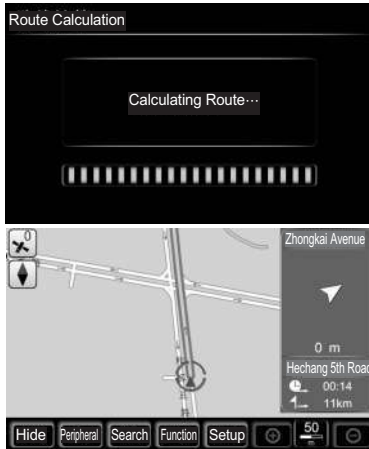 Route Calculation
Calculating Route···
Zhongkai Avenue
0 m
Hechang 5th Road
00:14
11km
Hide Peripheral Search Function Setup 50